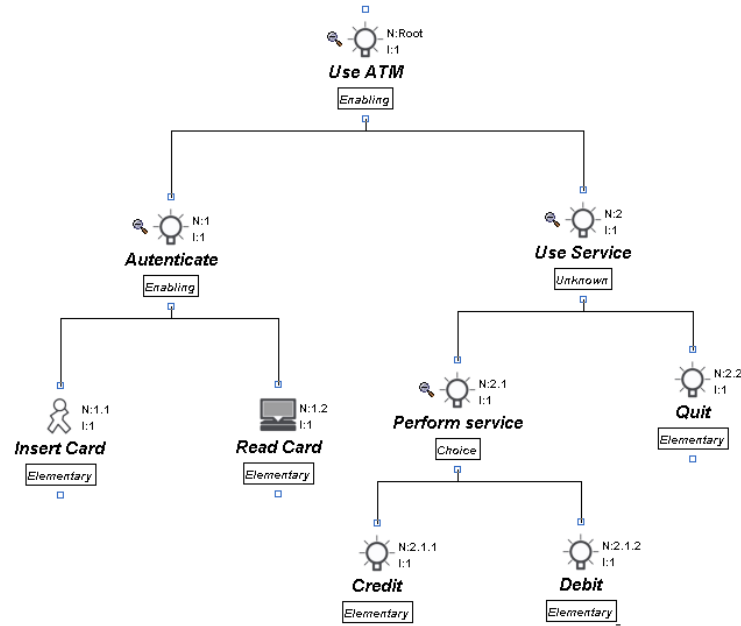 N:Root
I:1
Use ATM
Enabling
N:1
I:1
Autenticate
Enabling
N:2
I:1
Use Service
Unknown
N:1.1
I:1
Insert Card
Elementary
N:1.2
I:1
Read Card
Elementary
N:2.1
I:1
Perform service
Choice
N:2.2
I:1
Quit
Elementary
N:2.1.1
I:1
Credit
Elementary
N:2.1.2
I:1
Debit
Elementary